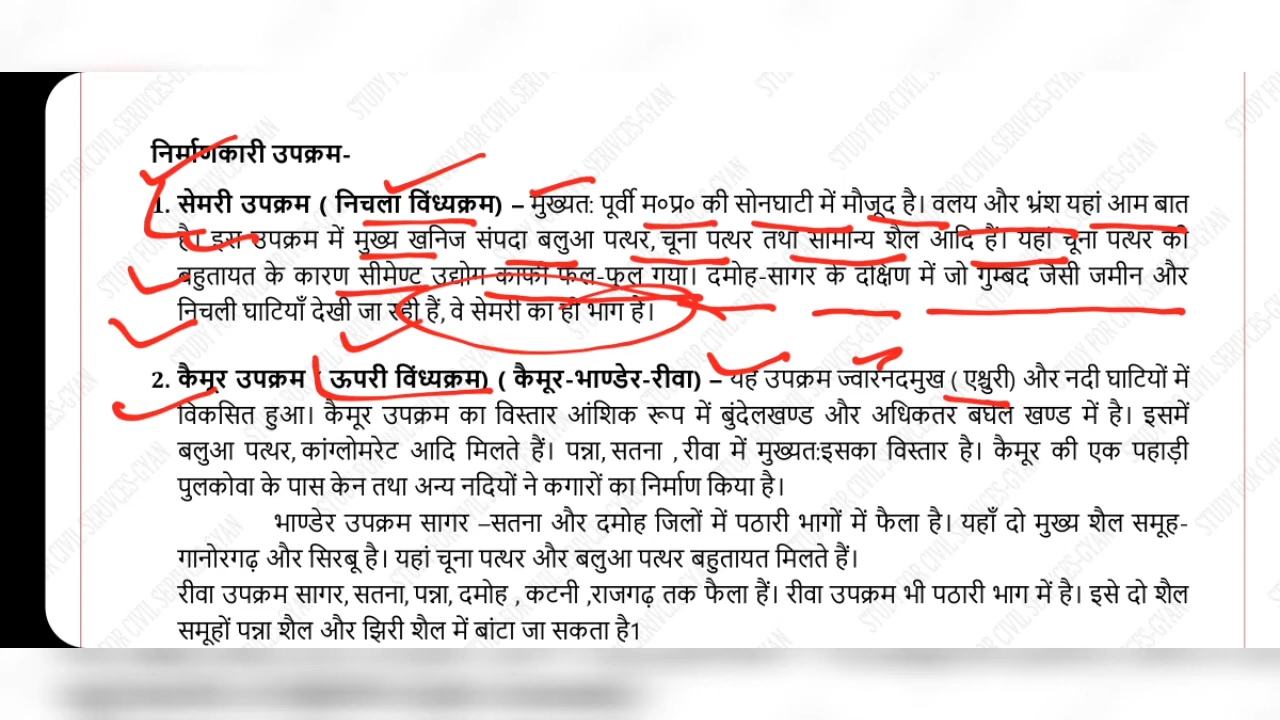 निर्माणकारी उपक्रम-
1. सेमरी उपक्रम ( निचला विंध्यक्रम) – मुख्यत: पूर्वी म०प्र० की सोनघाटी में मौजूद है। वलय और भ्रंश यहां आम बात
है। इस उपक्रम में मुख्य खनिज संपदा बलुआ पत्थर, चूना पत्थर तथा सामान्य शैल आदि हैं। यहां चूना पत्थर की
बहुतायत के कारण सीमेण्ट उद्योग काफी फल-फूल गया। दमोह-सागर के दक्षिण में जो गुम्बद जैसी जमीन और
निचली घाटियाँ देखी जा रही हैं, वे सेमरी का ही भाग हैं।
2. कैमूर उपक्रम ( ऊपरी विंध्यक्रम) ( कैमूर-भाण्डेर-रीवा) – यह उपक्रम ज्वारनदमुख ( एश्चुरी) और नदी घाटियों में
विकसित हुआ। कैमूर उपक्रम का विस्तार आंशिक रूप में बुंदेलखण्ड और अधिकतर बघेल खण्ड में है। इसमें
बलुआ पत्थर, कांग्लोमरेट आदि मिलते हैं। पन्ना, सतना , रीवा में मुख्यत:इसका विस्तार है। कैमूर की एक पहाड़ी
पुलकोवा के पास केन तथा अन्य नदियों ने कगारों का निर्माण किया है।
भाण्डेर उपक्रम सागर –सतना और दमोह जिलों में पठारी भागों में फैला है। यहाँ दो मुख्य शैल समूह-
गानोरगढ़ और सिरबू है। यहां चूना पत्थर और बलुआ पत्थर बहुतायत मिलते हैं।
रीवा उपक्रम सागर, सतना, पन्ना, दमोह , कटनी ,राजगढ़ तक फैला हैं। रीवा उपक्रम भी पठारी भाग में है। इसे दो शैल
समूहों पन्ना शैल और झिरी शैल में बांटा जा सकता है1
STUDY FOR CIVIL SERIVCES-GYAN